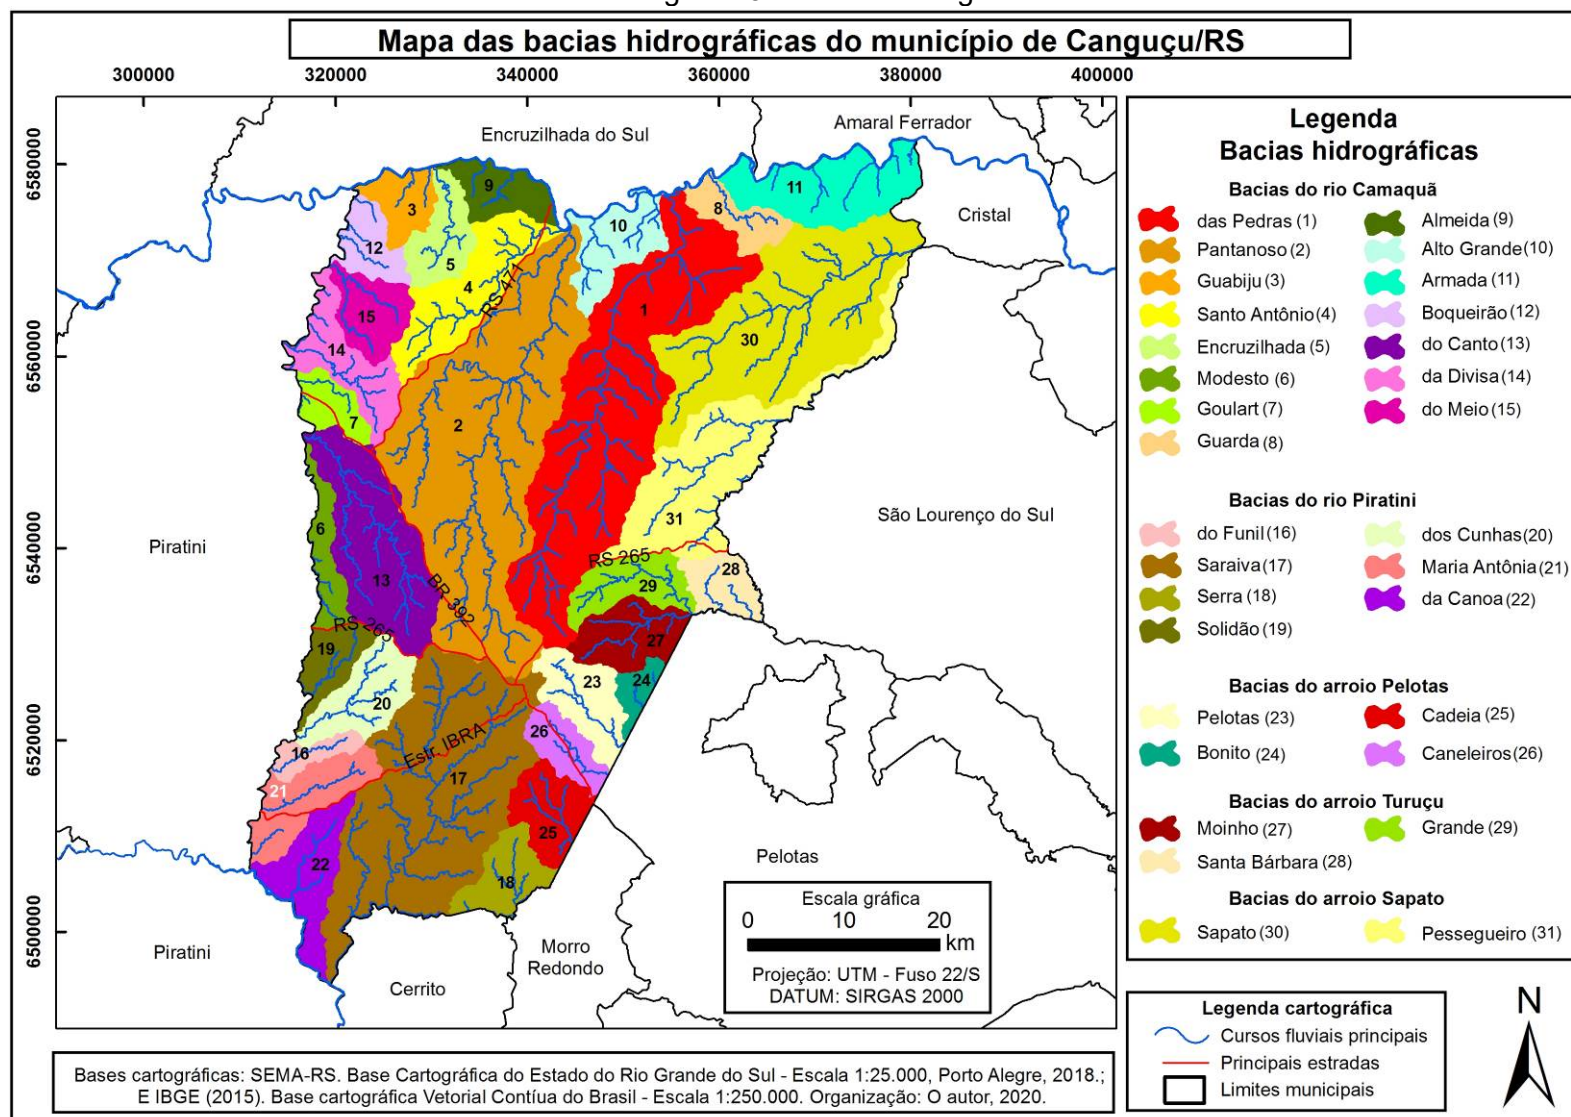 Mapa das bacias hidrográficas do município de Canguçu/RS
300000 320000 340000 360000 380000 400000
6580000
6560000
6540000
6520000
6500000
Encruzilhada do Sul
Amaral Ferrador
Cristal
São Lourenço do Sul
Piratini
Pelotas
Piratini
Cerrito
Morro
Redondo
RS 471
BR 392
RS 265
RS 265
Estr. IBRA
9
11
3
8
10
12
5
4
1
15
30
14
7
2
31
6
13
28
29
27
19
24
23
20
26
16
17
21
25
22
18
Escala gráfica
0 10 20
km
Projeção: UTM - Fuso 22/S
DATUM: SIRGAS 2000
Legenda
Bacias hidrográficas
Bacias do rio Camaquã
das Pedras (1)
Pantanoso (2)
Guabiju (3)
Santo Antônio (4)
Encruzilhada (5)
Modesto (6)
Goulart (7)
Guarda (8)
Almeida (9)
Alto Grande (10)
Armada (11)
Boqueirão (12)
do Canto (13)
da Divisa (14)
do Meio (15)
Bacias do rio Piratini
do Funil (16)
Saraiva (17)
Serra (18)
Solidão (19)
dos Cunhas (20)
Maria Antônia (21)
da Canoa (22)
Bacias do arroio Pelotas
Pelotas (23)
Bonito (24)
Cadeia (25)
Caneleiros (26)
Bacias do arroio Turuçu
Moinho (27)
Santa Bárbara (28)
Grande (29)
Bacias do arroio Sapato
Sapato (30)
Pessegueiro (31)
Legenda cartográfica
Cursos fluviais principais
Principais estradas
Limites municipais
N
Bases cartográficas: SEMA-RS. Base Cartográfica do Estado do Rio Grande do Sul - Escala 1:25.000, Porto Alegre, 2018.;
E IBGE (2015). Base cartográfica Vetorial Contíua do Brasil - Escala 1:250.000. Organização: O autor, 2020.